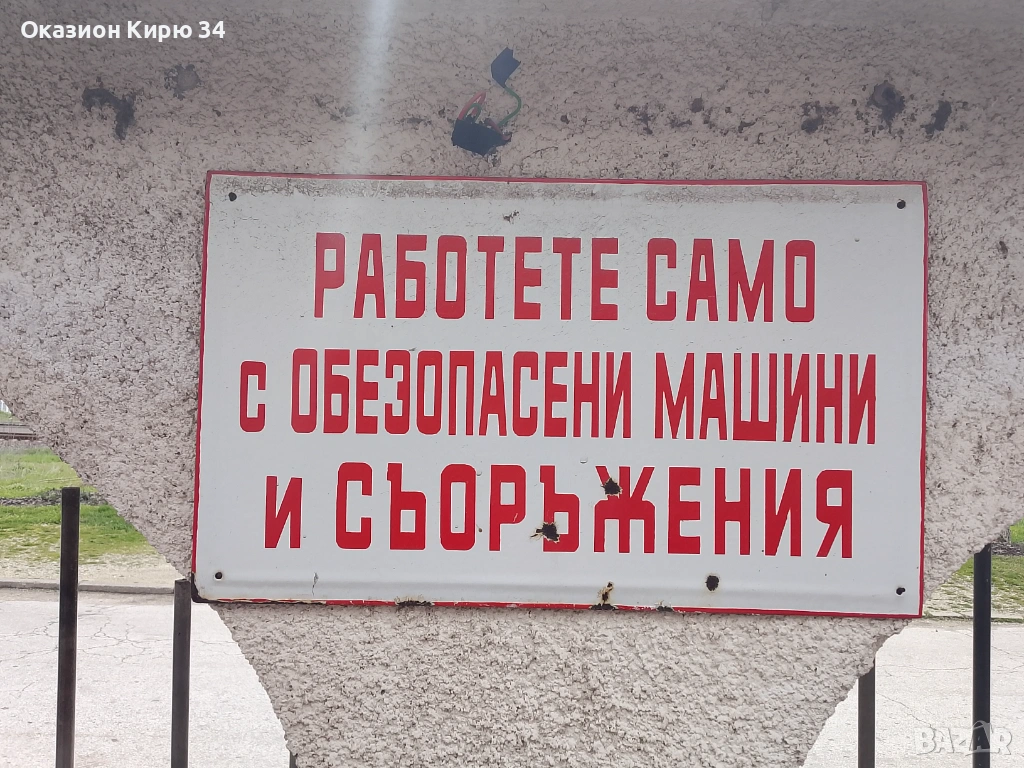 Оказион Кирю 34
РАБОТЕТЕ САМО
с ОБЕЗОПАСЕНИ МАШИНИ
и СЪОРЪЖЕНИЯ
BAZAR